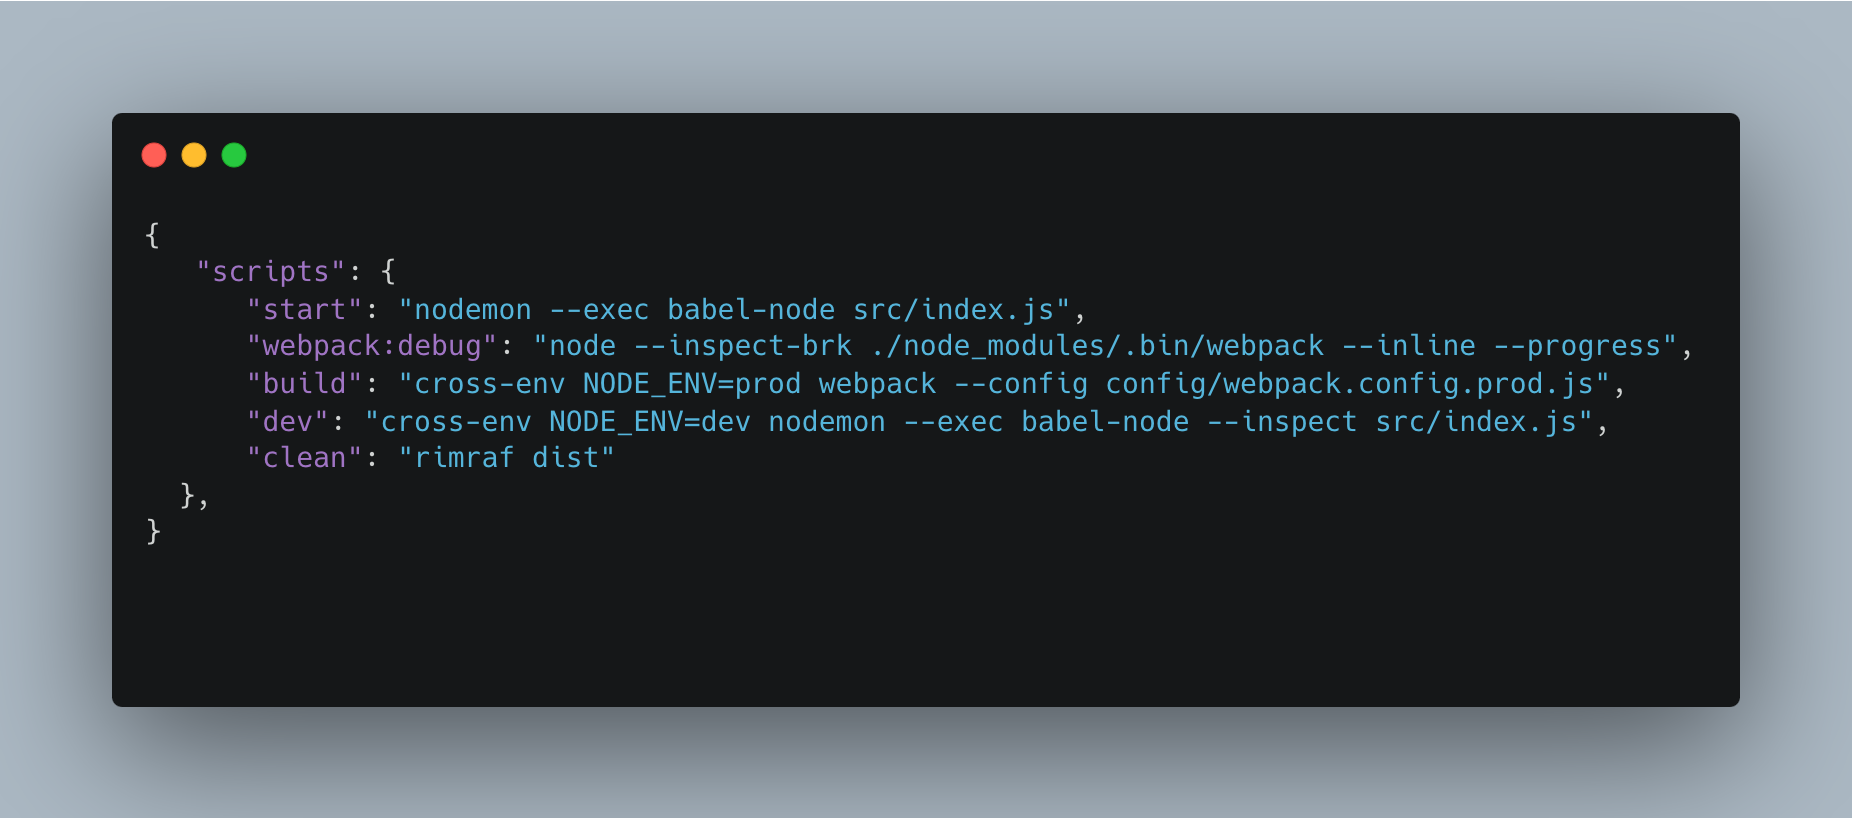 {
   "scripts": {
      "start": "nodemon --exec babel-node src/index.js",
      "webpack:debug": "node --inspect-brk ./node_modules/.bin/webpack --inline --progress",
      "build": "cross-env NODE_ENV=prod webpack --config config/webpack.config.prod.js",
      "dev": "cross-env NODE_ENV=dev nodemon --exec babel-node --inspect src/index.js",
      "clean": "rimraf dist"
  },
}